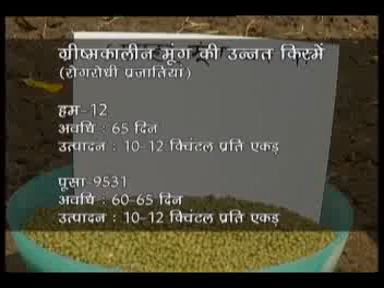 ग्रीष्मकालीन मूंग की उन्नत किस्में
(रोगरोधी प्रजातियां)
हम-12
अवधि : 65 दिन
उत्पादन : 10-12 क्विंटल प्रति एकड़
पूसा-9531
अवधि : 60-65 दिन
उत्पादन : 10-12 क्विंटल प्रति एकड़